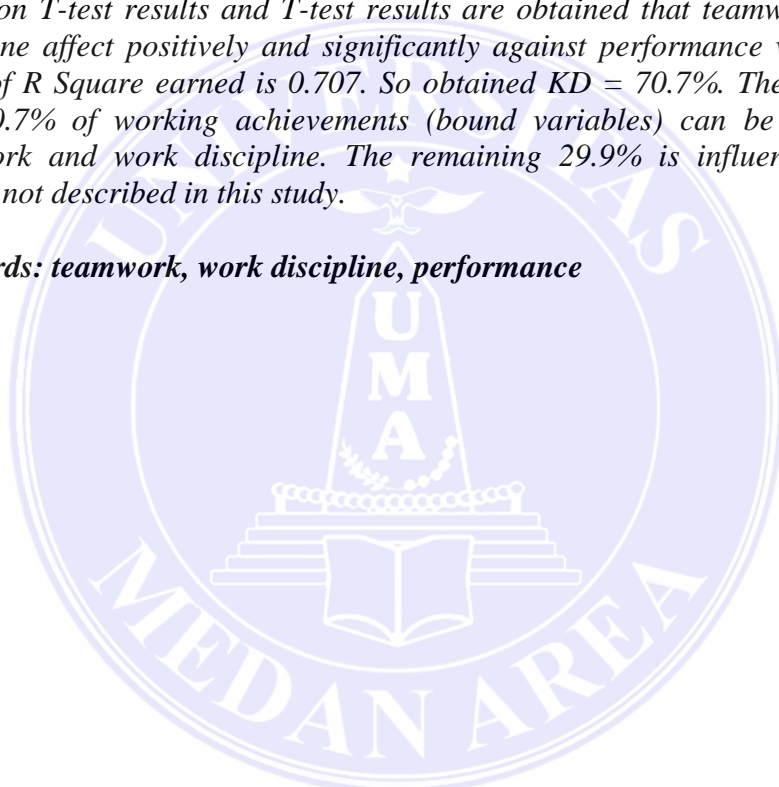 on T-test results and T-test results are obtained that teamw
ne affect positively and significantly against performance
of R Square earned is 0.707. So obtained KD = 70.7%. The
0.7% of working achievements (bound variables) can be
ork and work discipline. The remaining 29.9% is influen
not described in this study.
rds: teamwork, work discipline, performance
UNIVERSITAS
U
M
A
MEDAN AREA